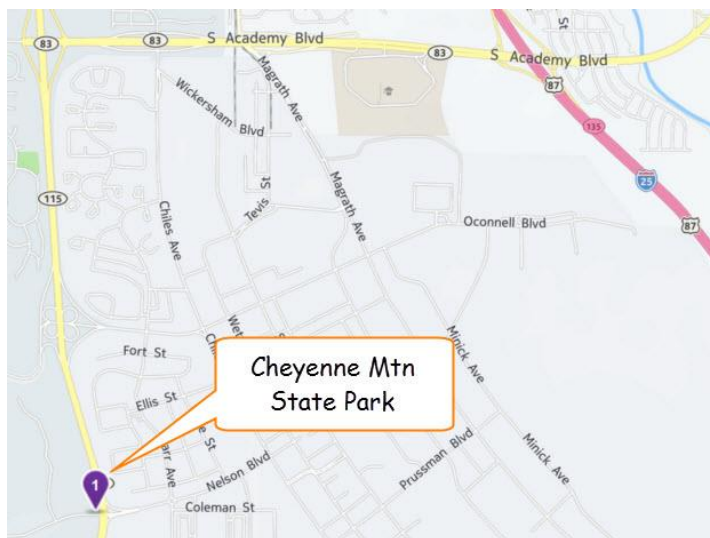 83
83
S Academy Blvd
83
S Academy Blvd
St
87
Magrath Ave
Wickersham Blvd
135
25
115
St
Tevis
Magrath Ave
Chiles Ave
Oconnell Blvd
87
Fort St
Minick Ave
Cheyenne Mtn
State Park
Ellis St
Nelson Blvd
Prussman Blvd
Minick Ave
1
Coleman St